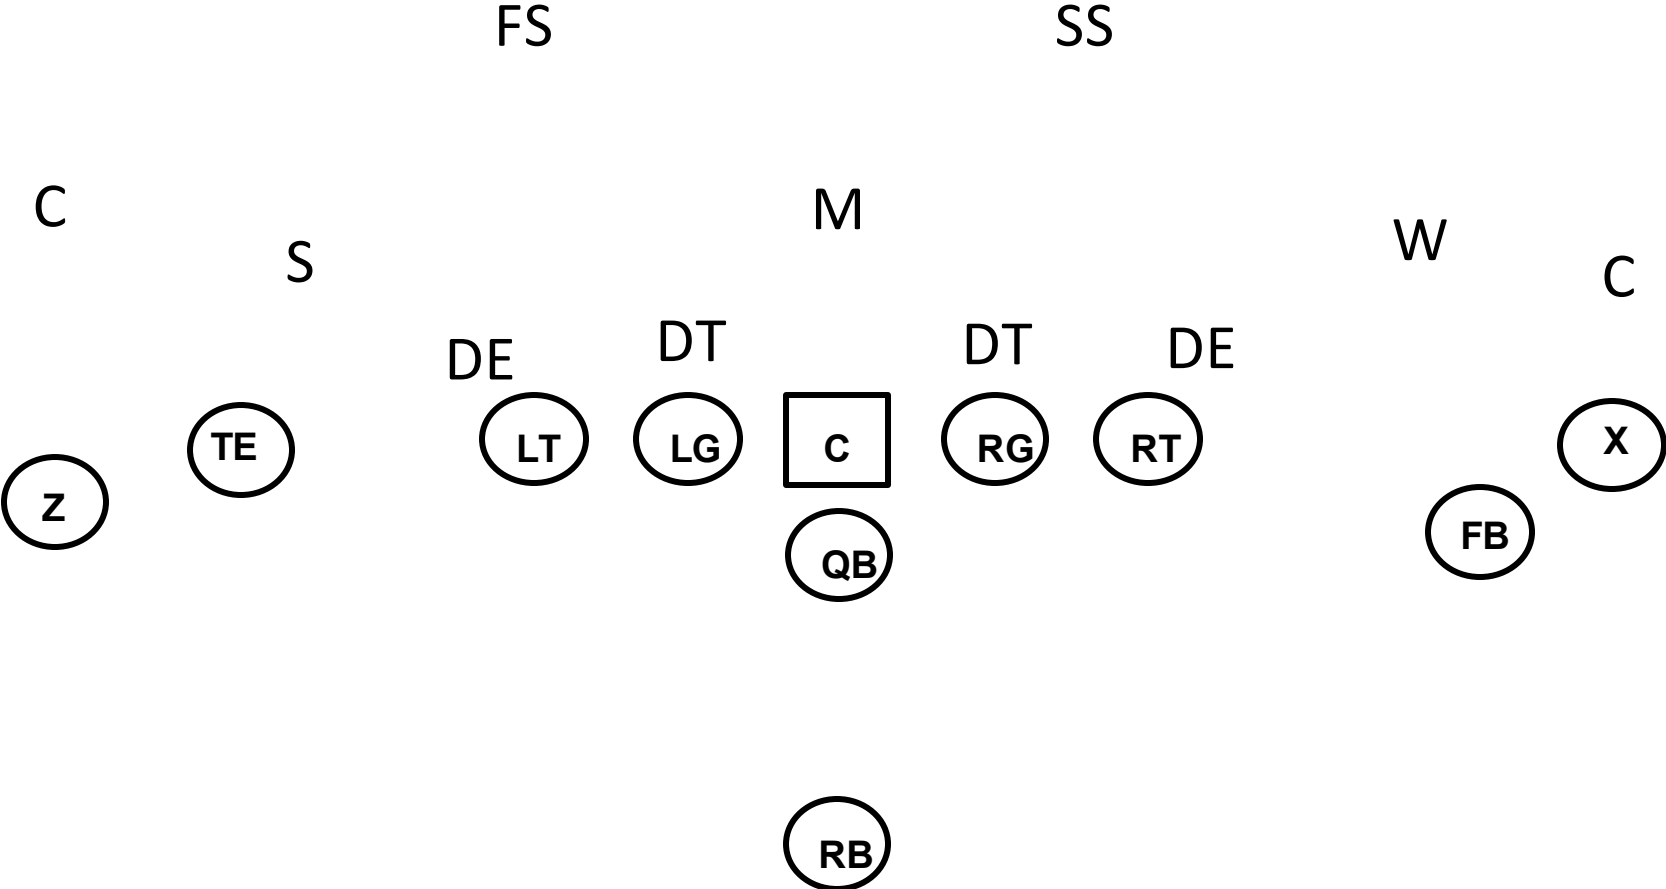 FS SS
C M W
S C
DE DT DT DE
TE LT LG C RG RT X
Z QB FB
RB